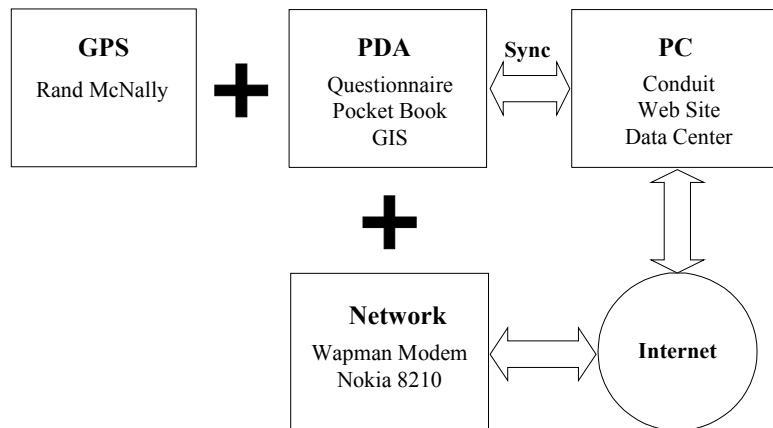 GPS
Rand McNally
PDA
Questionnaire
Pocket Book
GIS
Sync
PC
Conduit
Web Site
Data Center
Network
Wapman Modem
Nokia 8210
Internet